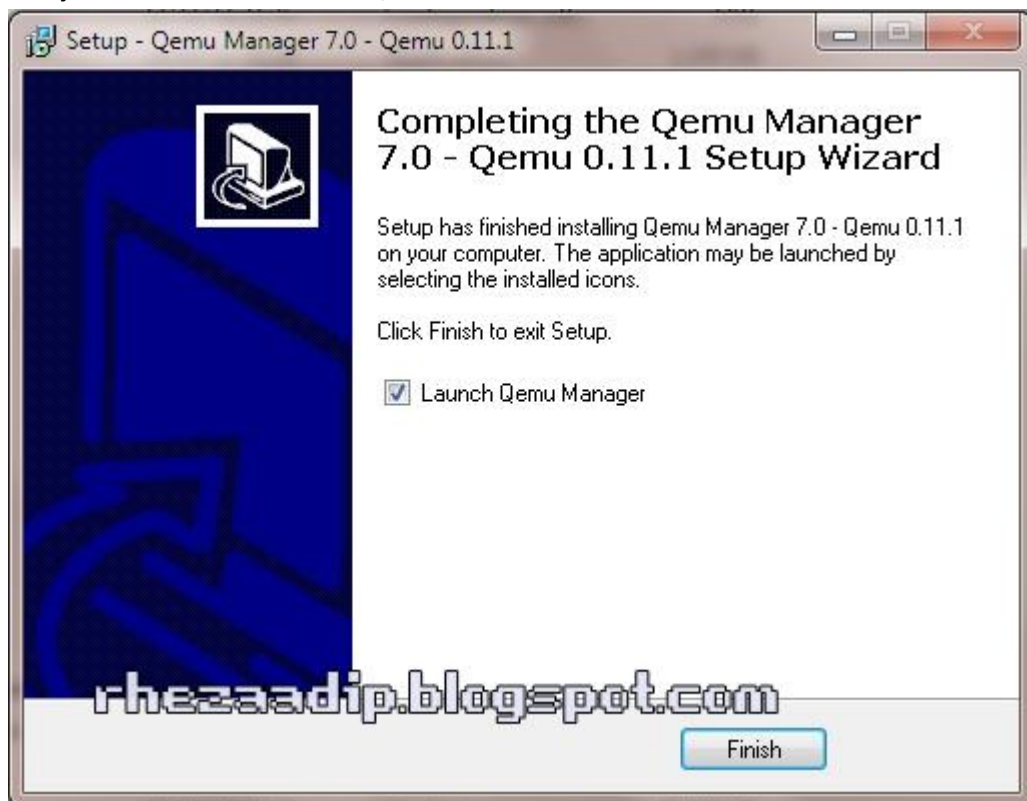 Setup - Qemu Manager 7.0 - Qemu 0.11.1
Completing the Qemu Manager
7.0 - Qemu 0.11.1 Setup Wizard
Setup has finished installing Qemu Manager 7.0 - Qemu 0.11.1
on your computer. The application may be launched by
selecting the installed icons.
Click Finish to exit Setup.
Launch Qemu Manager
rhezaadip.blogspot.com
Finish